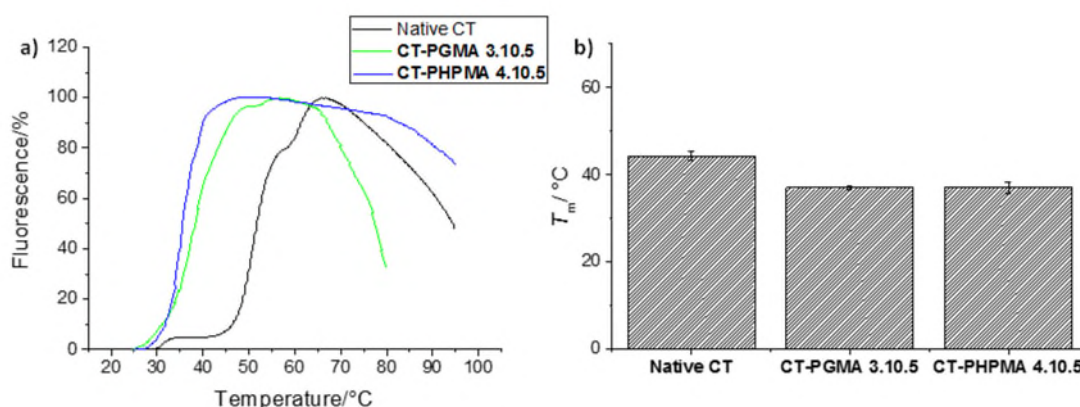 a)
Native CT
CT-PGMA 3.10.5
CT-PHPMA 4.10.5
Fluorescence/%
120
100
80
60
40
20
0
20 30 40 50 60 70 80 90 100
Temperature/°C
b)
Tm/ °C
80
60
40
20
0
Native CT CT-PGMA 3.10.5 CT-PHPMA 4.10.5